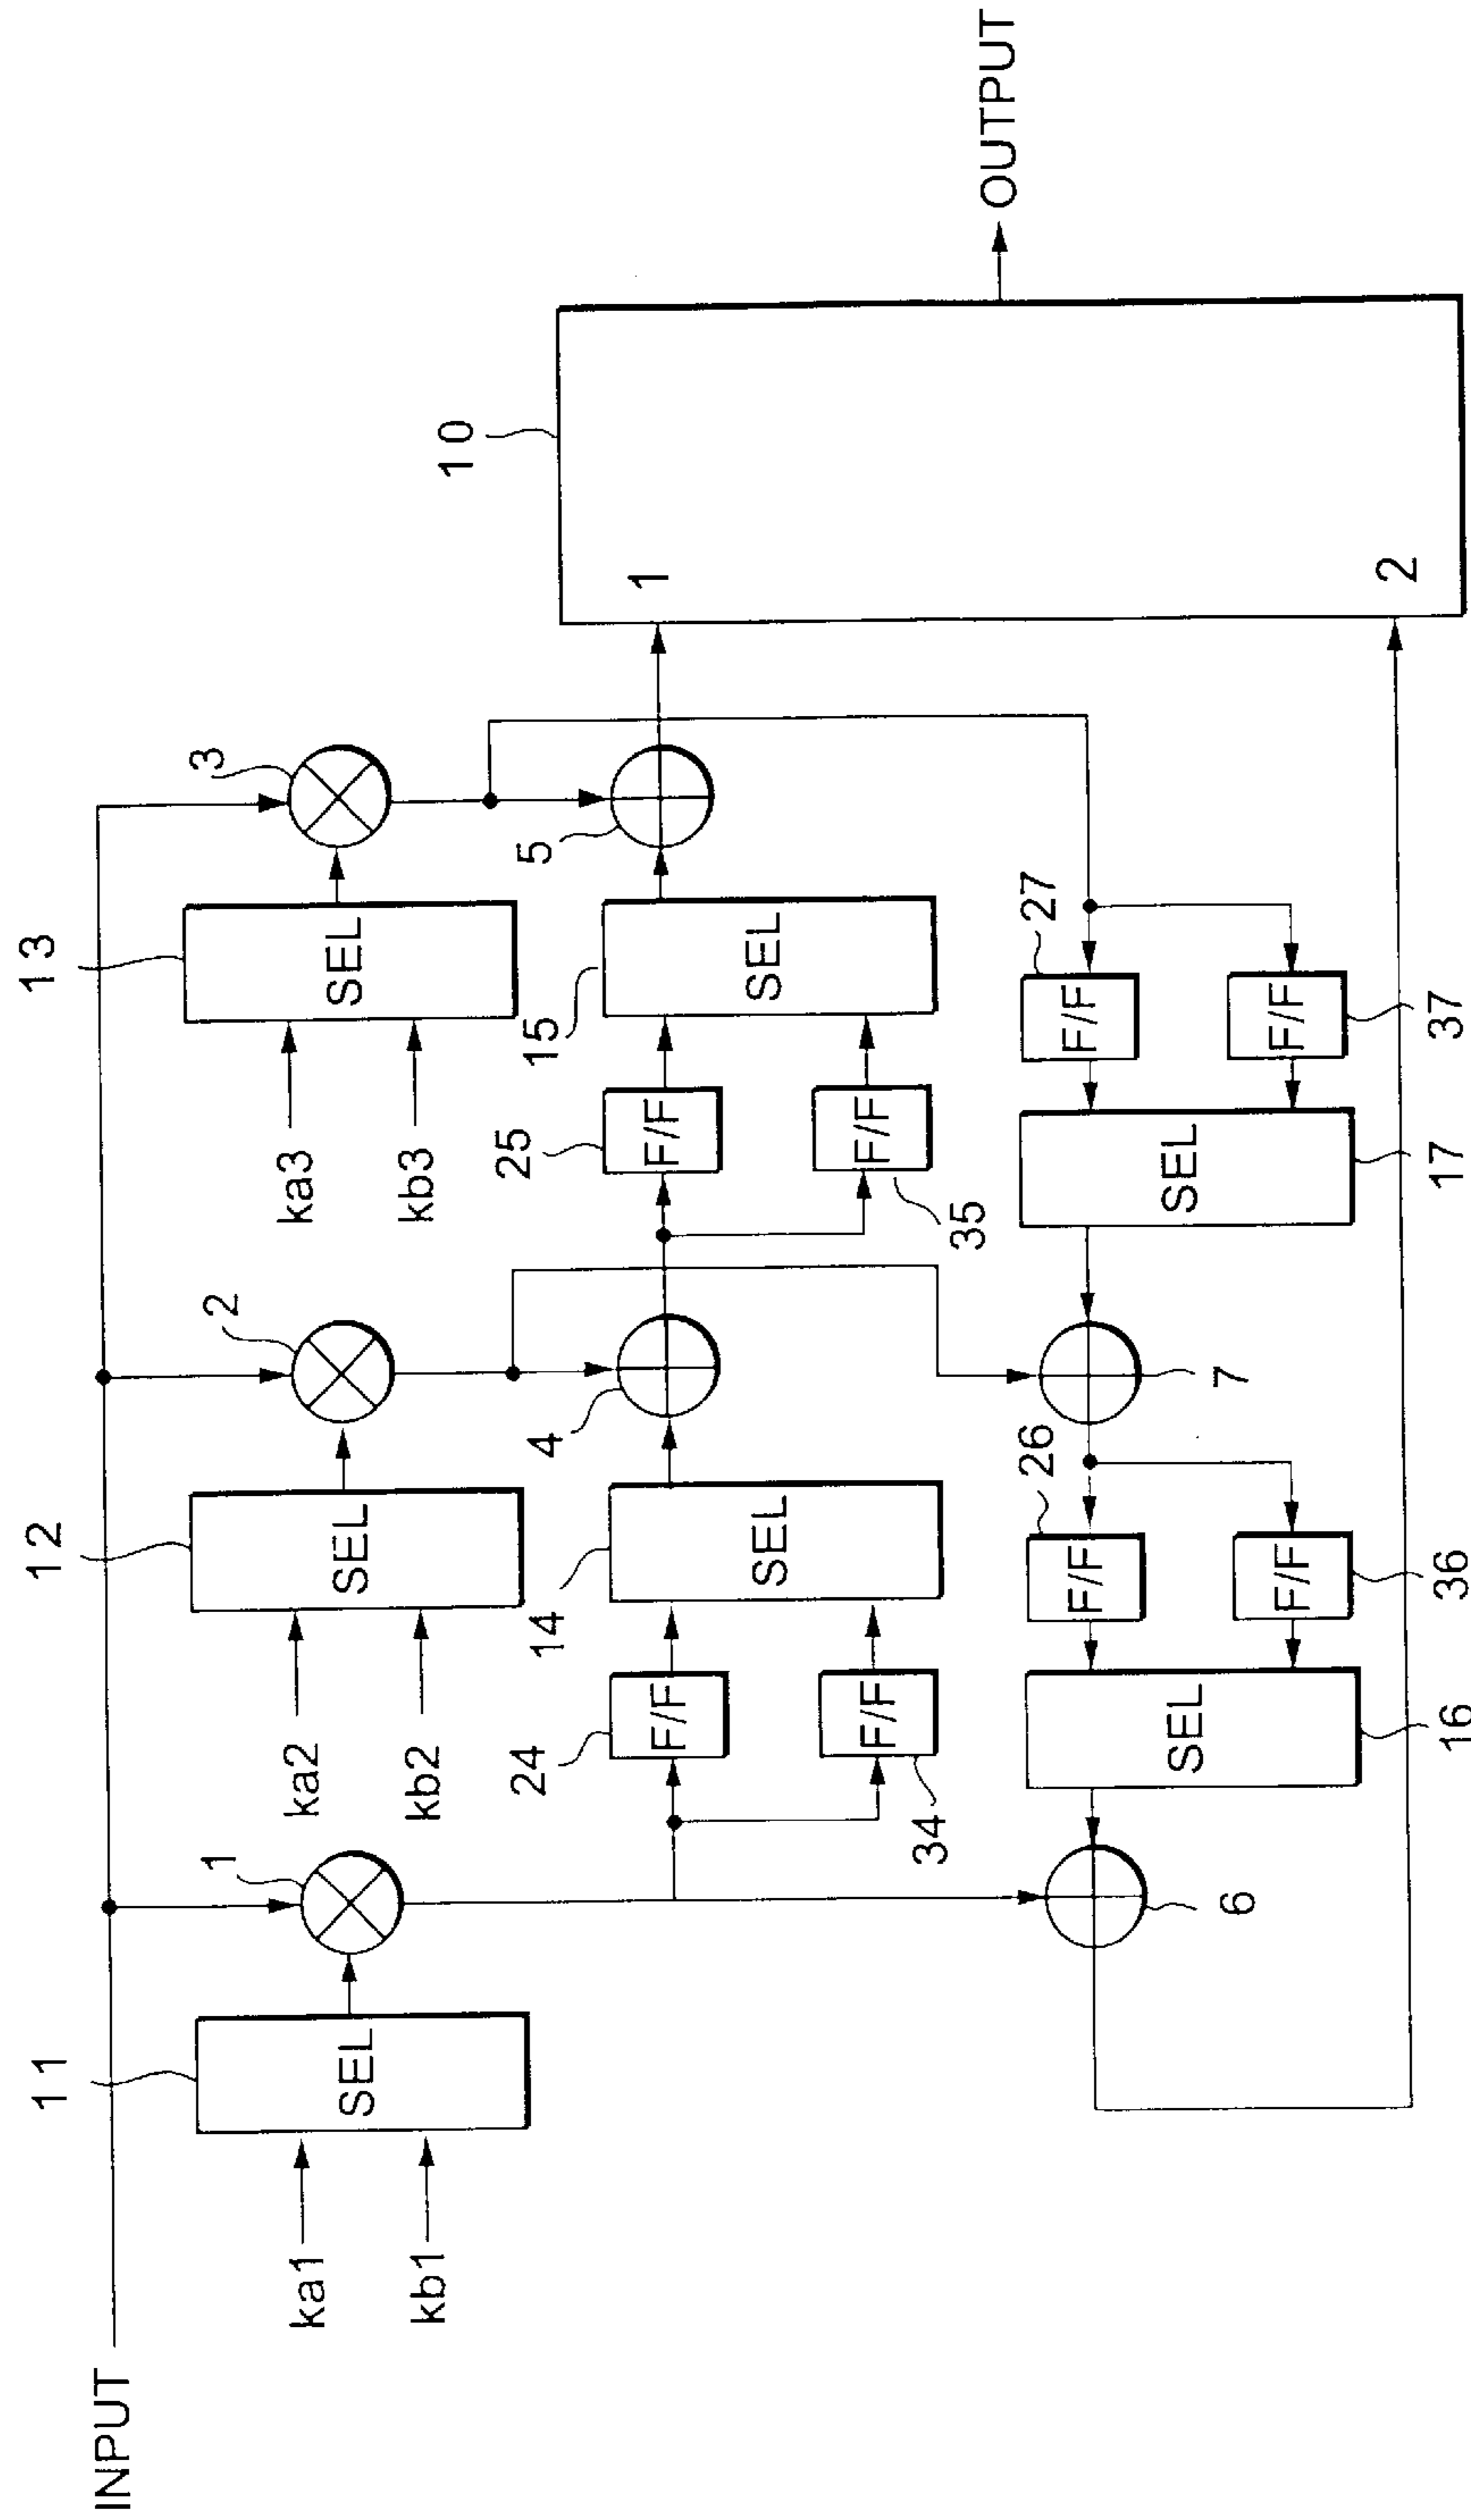 INPUT
OUTPUT
11
12
13
1
2
3
SEL
SEL
SEL
ka1
kb1
ka2
kb2
ka3
kb3
10
1
2
4
5
14
15
SEL
SEL
24
25
F/F
F/F
F/F
F/F
34
35
26
27
F/F
F/F
F/F
F/F
36
37
SEL
SEL
16
17
6
7